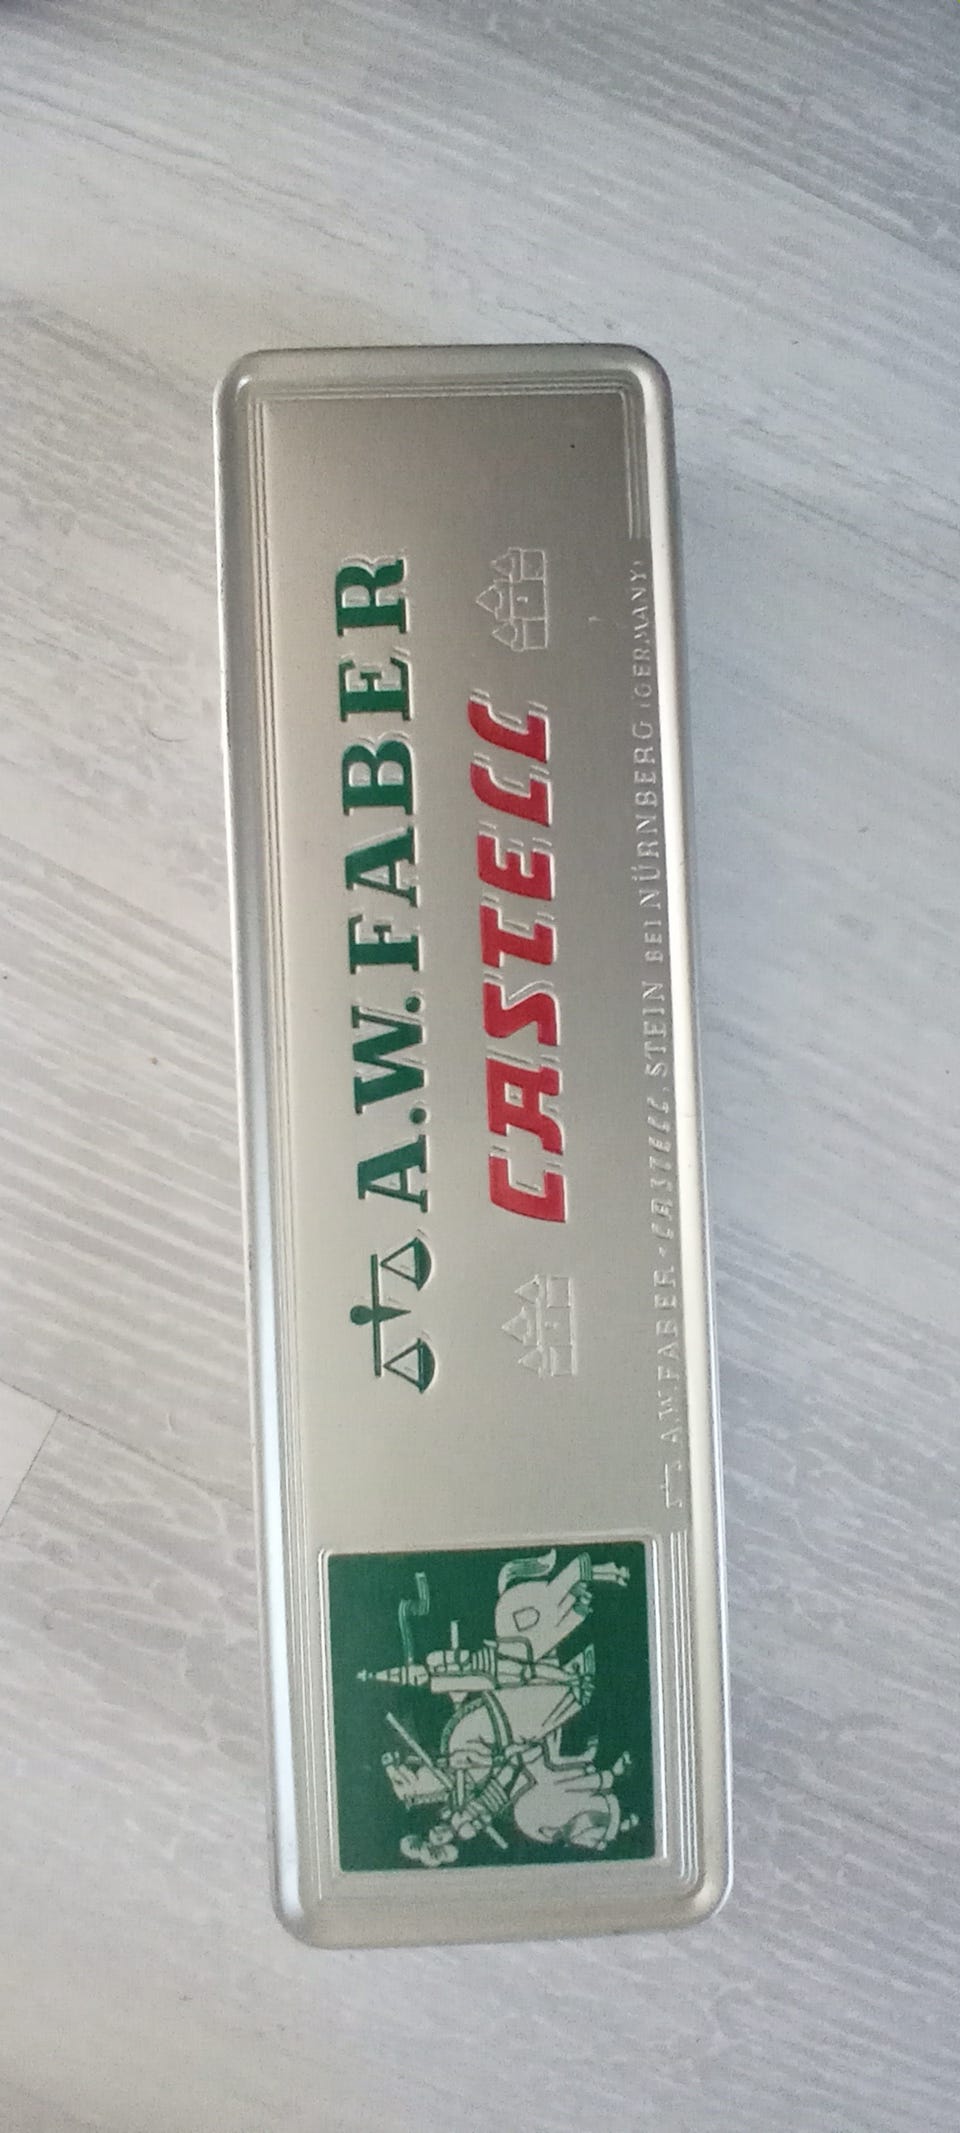 A.W.FABER
CASTELL
A.W.FABER-CASTELL, STEIN BEI NÜRNBERG (GERMANY)